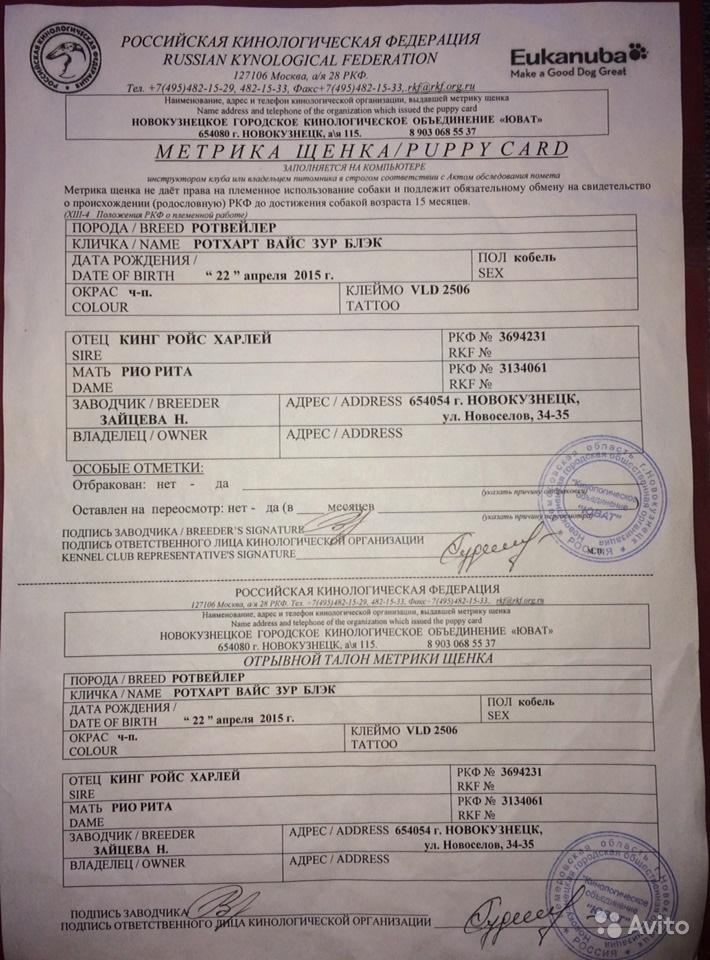 РОССИЙСКАЯ КИНОЛОГИЧЕСКАЯ ФЕДЕРАЦИЯ
RUSSIAN KYNOLOGICAL FEDERATION
127106 Москва, а/я 28 РКФ.
Тел. +7(495)482-15-29, 482-15-33, Факс+7(495)482-15-33, rkf@rkf.org.ru
Eukanuba
Make a Good Dog Great
Наименование, адрес и телефон кинологической организации, выдавшей метрику щенка
Name address and telephone of the organization which issued the puppy card
НОВОКУЗНЕЦКОЕ ГОРОДСКОЕ КИНОЛОГИЧЕСКОЕ ОБЪЕДИНЕНИЕ «ЮВАТ»
654080 г. НОВОКУЗНЕЦК, а\я 115. 8 903 068 55 37
МЕТРИКА ЩЕНКА/PUPPY CARD
ЗАПОЛНЯЕТСЯ НА КОМПЬЮТЕРЕ
инструктором клуба или владельцем питомника в строгом соответствии с Актом обследования помета
Метрика щенка не даёт права на племенное использование собаки и подлежит обязательному обмену на свидетельство
о происхождении (родословную) РКФ до достижения собакой возраста 15 месяцев.
(XIII-4 Положения РКФ о племенной работе)
ПОРОДА / BREED РОТВЕЙЛЕР
КЛИЧКА / NAME РОТХАРТ ВАЙС ЗУР БЛЭК
ДАТА РОЖДЕНИЯ / ПОЛ кобель
DATE OF BIRTH “ 22 ” апреля 2015 г. SEX
ОКРАС ч-п. КЛЕЙМО VLD 2506
COLOUR TATTOO
ОТЕЦ КИНГ РОЙС ХАРЛЕЙ РКФ № 3694231
SIRE RKF №
МАТЬ РИО РИТА РКФ № 3134061
DAME RKF №
ЗАВОДЧИК / BREEDER АДРЕС / ADDRESS 654054 г. НОВОКУЗНЕЦК,
ЗАЙЦЕВА Н. ул. Новоселов, 34-35
ВЛАДЕЛЕЦ / OWNER АДРЕС / ADDRESS
ОСОБЫЕ ОТМЕТКИ:
Отбракован: нет - да
(указать причину отбраковки)
Оставлен на пересмотр: нет - да (в месяцев
(указать причину пересмотра)
ПОДПИСЬ ЗАВОДЧИКА / BREEDER'S SIGNATURE
ПОДПИСЬ ОТВЕТСТВЕННОГО ЛИЦА КИНОЛОГИЧЕСКОЙ ОРГАНИЗАЦИИ
KENNEL CLUB REPRESENTATIVE'S SIGNATURE
М.П.
РОССИЙСКАЯ КИНОЛОГИЧЕСКАЯ ФЕДЕРАЦИЯ
127106 Москва, а/я 28 РКФ. Тел. +7(495)482-15-29, 482-15-33, Факс+7(495)482-15-33, rkf@rkf.org.ru
Наименование, адрес и телефон кинологической организации, выдавшей метрику щенка
Name address and telephone of the organization which issued the puppy card
НОВОКУЗНЕЦКОЕ ГОРОДСКОЕ КИНОЛОГИЧЕСКОЕ ОБЪЕДИНЕНИЕ «ЮВАТ»
654080 г. НОВОКУЗНЕЦК, а\я 115. 8 903 068 55 37
ОТРЫВНОЙ ТАЛОН МЕТРИКИ ЩЕНКА
ПОРОДА / BREED РОТВЕЙЛЕР
КЛИЧКА / NAME РОТХАРТ ВАЙС ЗУР БЛЭК
ДАТА РОЖДЕНИЯ / ПОЛ кобель
DATE OF BIRTH “ 22 ” апреля 2015 г. SEX
ОКРАС ч-п. КЛЕЙМО VLD 2506
COLOUR TATTOO
ОТЕЦ КИНГ РОЙС ХАРЛЕЙ РКФ № 3694231
SIRE RKF №
МАТЬ РИО РИТА РКФ № 3134061
DAME RKF №
ЗАВОДЧИК / BREEDER АДРЕС / ADDRESS 654054 г. НОВОКУЗНЕЦК,
ЗАЙЦЕВА Н. ул. Новоселов, 34-35
ВЛАДЕЛЕЦ / OWNER АДРЕС / ADDRESS
ПОДПИСЬ ЗАВОДЧИКА
ПОДПИСЬ ОТВЕТСТВЕННОГО ЛИЦА КИНОЛОГИЧЕСКОЙ ОРГАНИЗАЦИИ
Avito